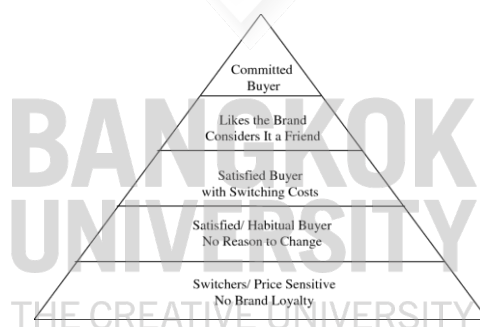 Committed
Buyer
Likes the Brand
Considers It a Friend
Satisfied Buyer
with Switching Costs
Satisfied/ Habitual Buyer
No Reason to Change
Switchers/ Price Sensitive
No Brand Loyalty
BANGKOK
UNIVERSITY
THE CREATIVE UNIVERSITY